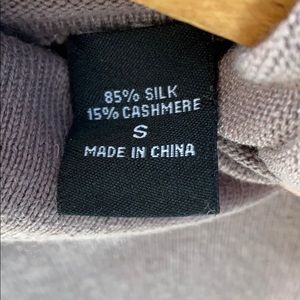 85% SILK
15% CASHMERE
S
MADE IN CHINA